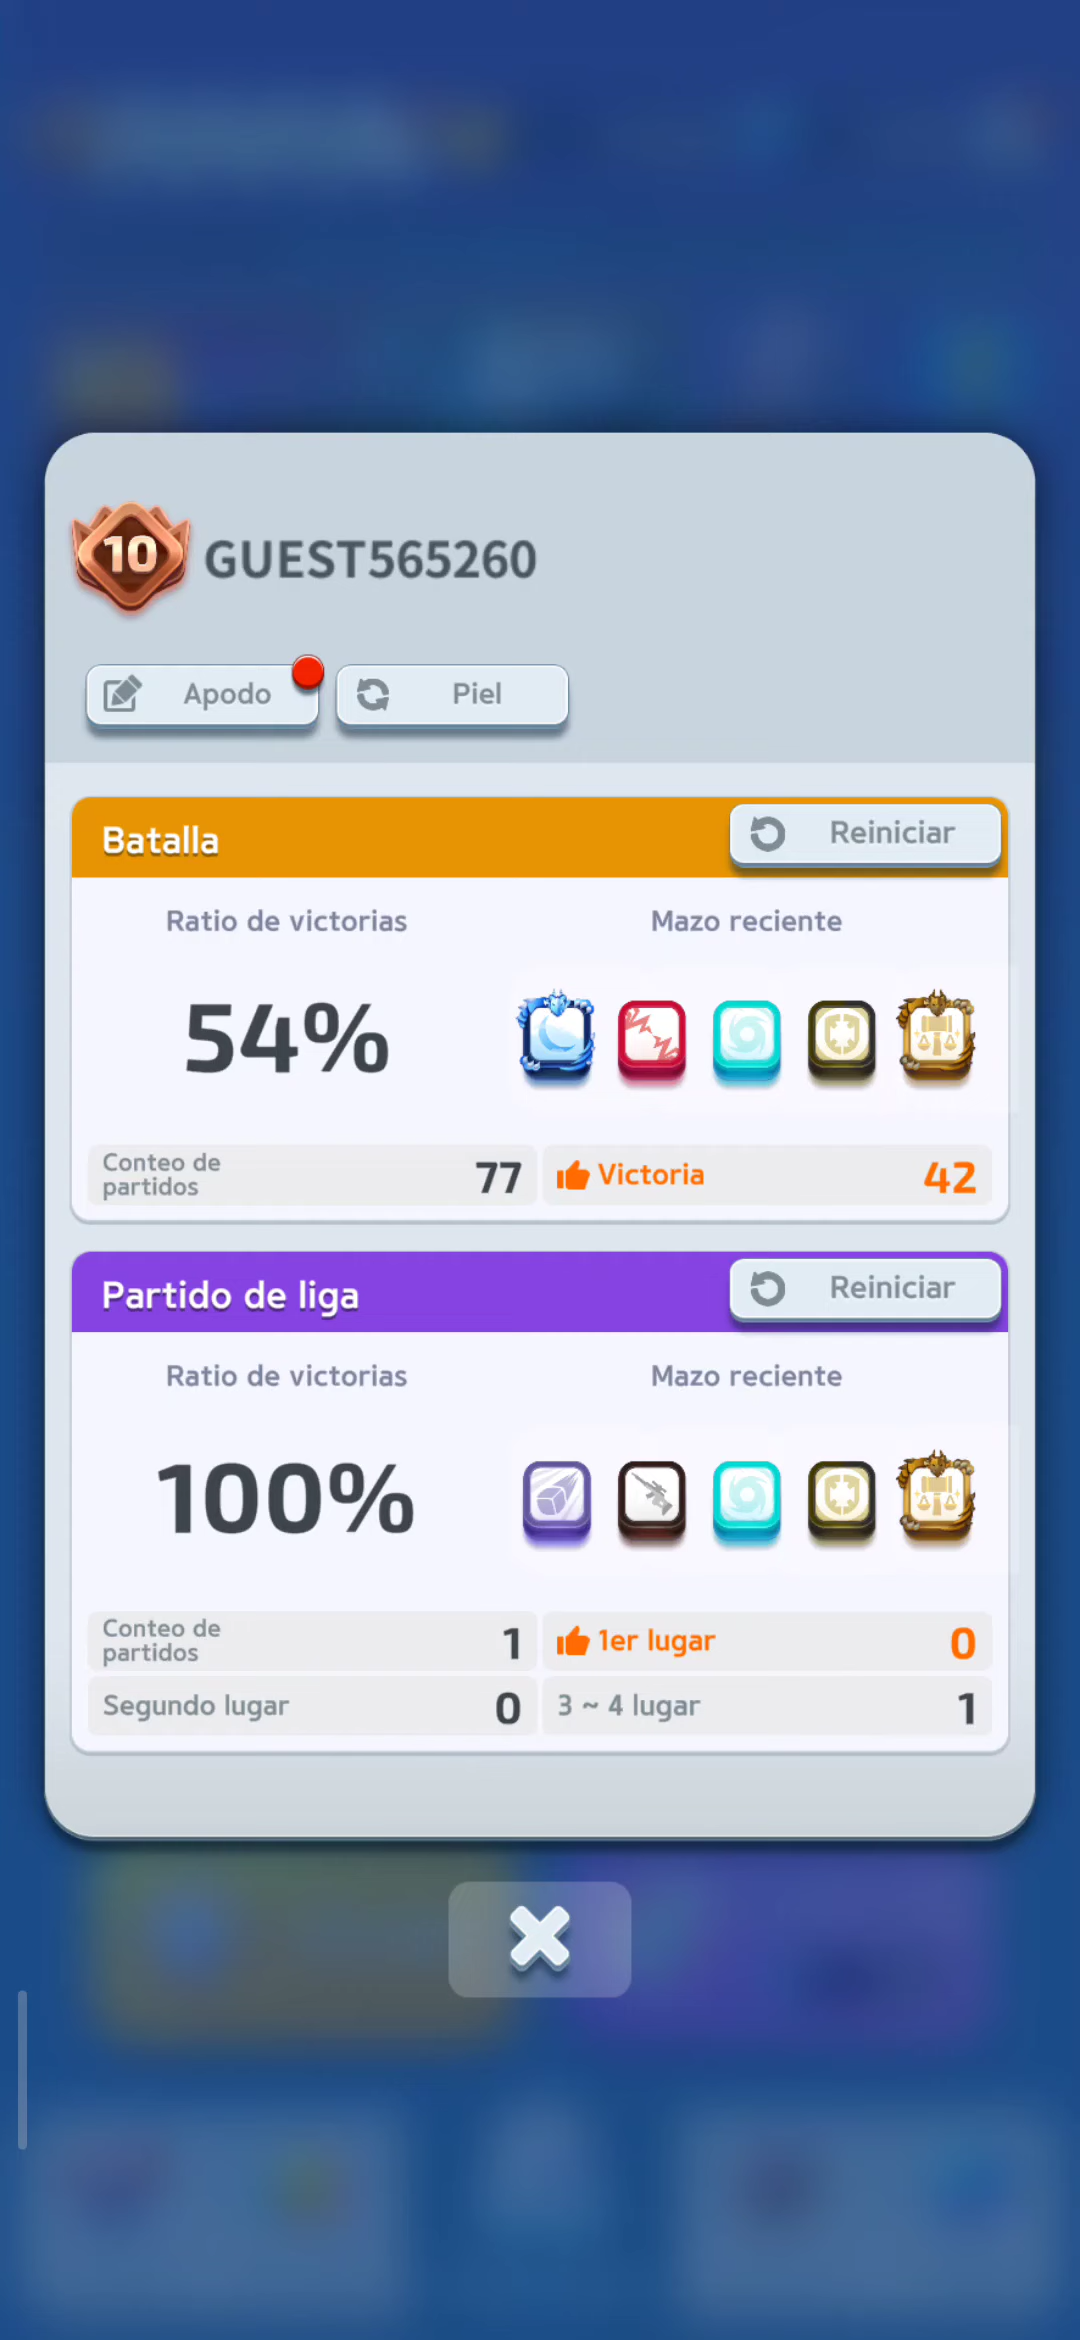 10
GUEST565260
Apodo
Piel
Batalla
Reiniciar
Ratio de victorias
Mazo reciente
54%
Conteo de
partidos
77
Victoria
42
Partido de liga
Reiniciar
Ratio de victorias
Mazo reciente
100%
Conteo de
partidos
1
1er lugar
0
Segundo lugar
0
3 ~ 4 lugar
1